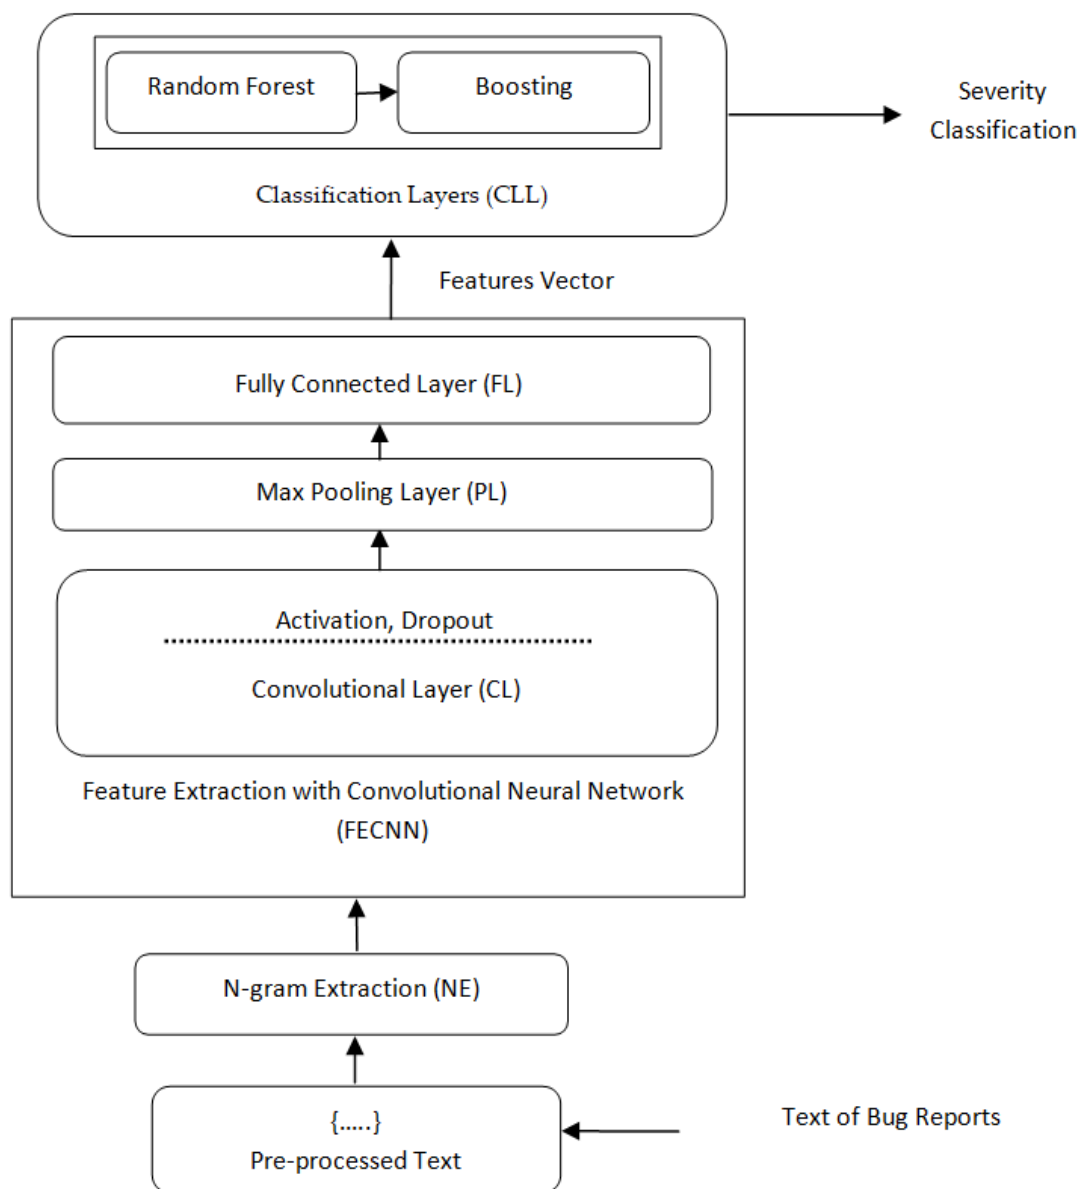 Random Forest
Boosting
Classification Layers (CLL)
Severity
Classification
Features Vector
Fully Connected Layer (FL)
Max Pooling Layer (PL)
Activation, Dropout
Convolutional Layer (CL)
Feature Extraction with Convolutional Neural Network
(FECNN)
N-gram Extraction (NE)
{.....}
Pre-processed Text
Text of Bug Reports